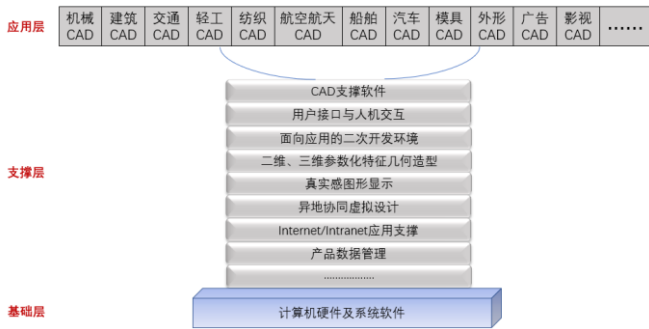 应用层
机械 CAD
建筑 CAD
交通 CAD
轻工 CAD
纺织 CAD
航空航天 CAD
船舶 CAD
汽车 CAD
模具 CAD
外形 CAD
广告 CAD
影视 CAD
......
支撑层
CAD支撑软件
用户接口与人机交互
面向应用的二次开发环境
二维、三维参数化特征几何造型
真实感图形显示
异地协同虚拟设计
Internet/Intranet应用支撑
产品数据管理
.................
基础层
计算机硬件及系统软件